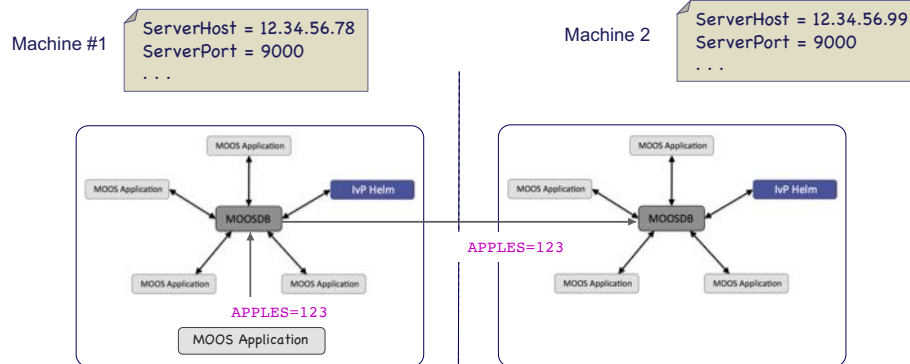 Machine #1
ServerHost = 12.34.56.78
ServerPort = 9000
. . .
Machine 2
ServerHost = 12.34.56.99
ServerPort = 9000
. . .
MOOS Application
MOOS Application
IvP Helm
MOOSDB
MOOS Application
MOOS Application
APPLES=123
MOOS Application
APPLES=123
MOOS Application
MOOS Application
IvP Helm
MOOSDB
MOOS Application
MOOS Application